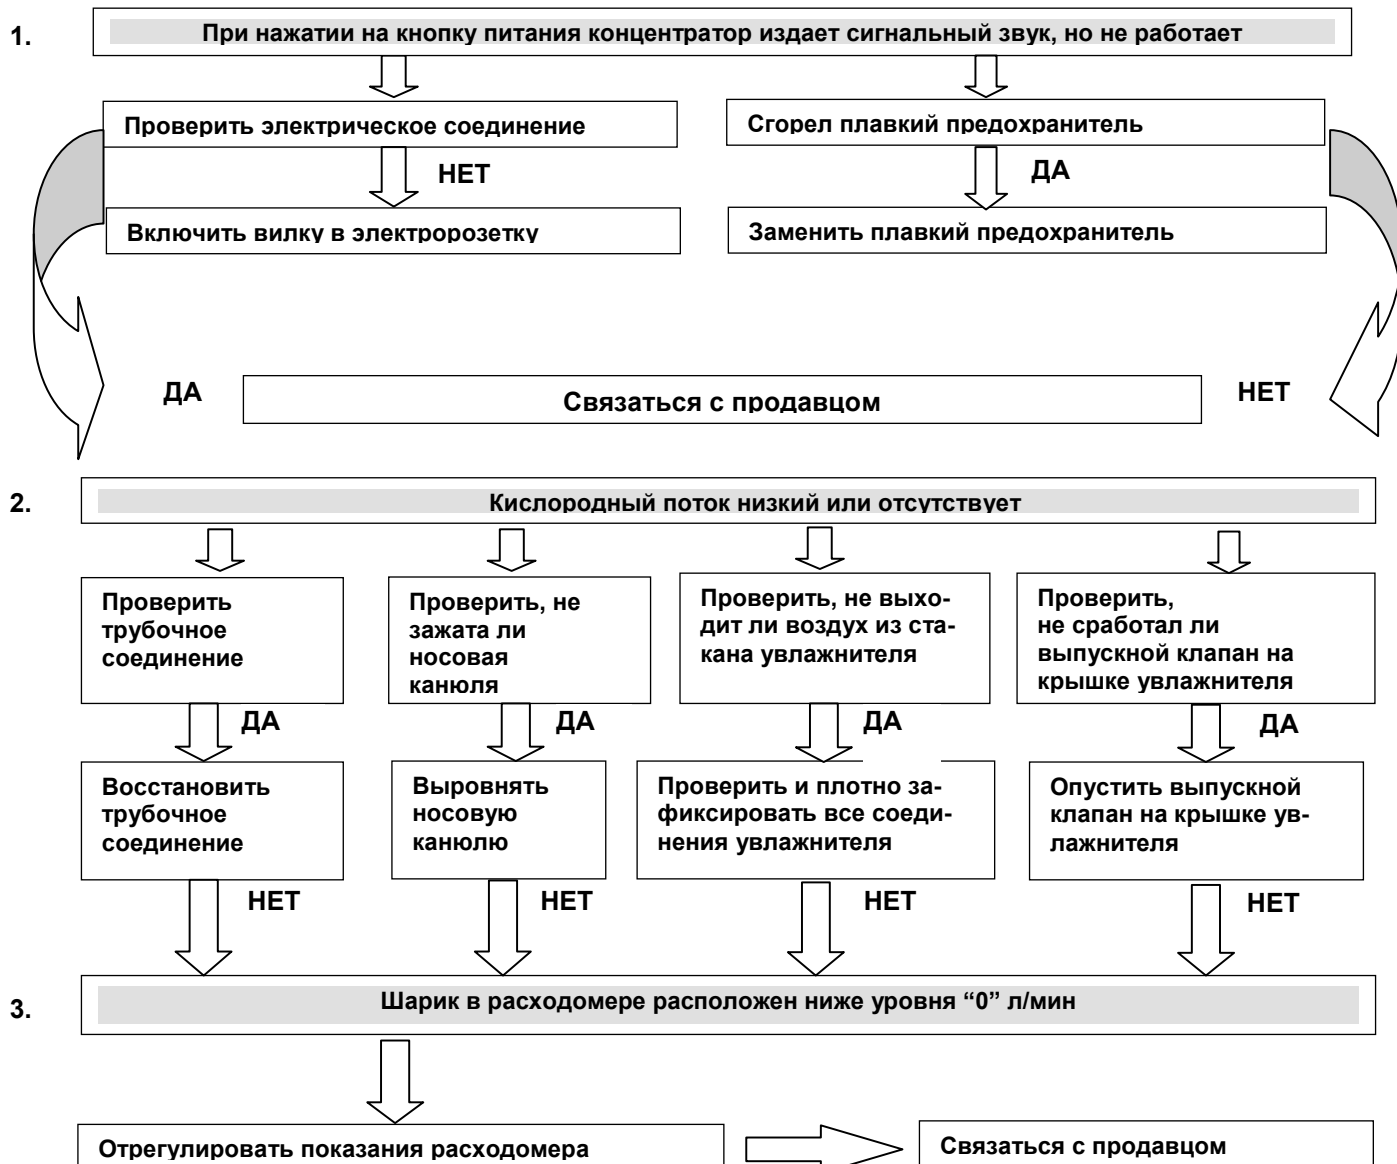 1.
При нажатии на кнопку питания концентратор издает сигнальный звук, но не работает
Проверить электрическое соединение
Сгорел плавкий предохранитель
НЕТ
ДА
Включить вилку в электророзетку
Заменить плавкий предохранитель
ДА
Связаться с продавцом
НЕТ
2.
Кислородный поток низкий или отсутствует
Проверить
трубочное
соединение
Проверить, не
зажата ли
носовая
канюля
Проверить, не выхо-
дит ли воздух из ста-
кана увлажнителя
Проверить,
не сработал ли
выпускной клапан на
крышке увлажнителя
ДА
ДА
ДА
ДА
Восстановить
трубочное
соединение
Выровнять
носовую
канюлю
Проверить и плотно за-
фиксировать все соеди-
нения увлажнителя
Опустить выпускной
клапан на крышке ув-
лажнителя
НЕТ
НЕТ
НЕТ
НЕТ
3.
Шарик в расходомере расположен ниже уровня “0” л/мин
Отрегулировать показания расходомера
Связаться с продавцом